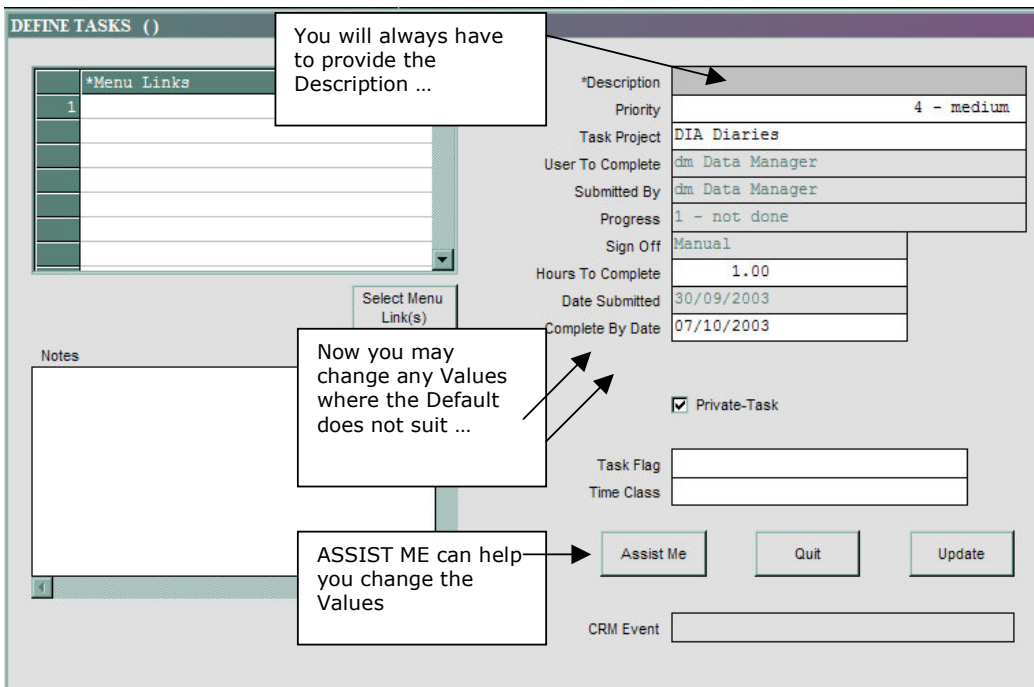 DEFINE TASKS ()
You will always have
to provide the
Description …
*Menu Links
1
Select Menu
Link(s)
Notes
*Description
Priority 4 - medium
Task Project DIA Diaries
User To Complete dm Data Manager
Submitted By dm Data Manager
Progress 1 - not done
Sign Off Manual
Hours To Complete 1.00
Date Submitted 30/09/2003
Complete By Date 07/10/2003
Now you may
change any Values
where the Default
does not suit …
Private-Task
Task Flag
Time Class
ASSIST ME can help
you change the
Values
Assist Me Quit Update
CRM Event